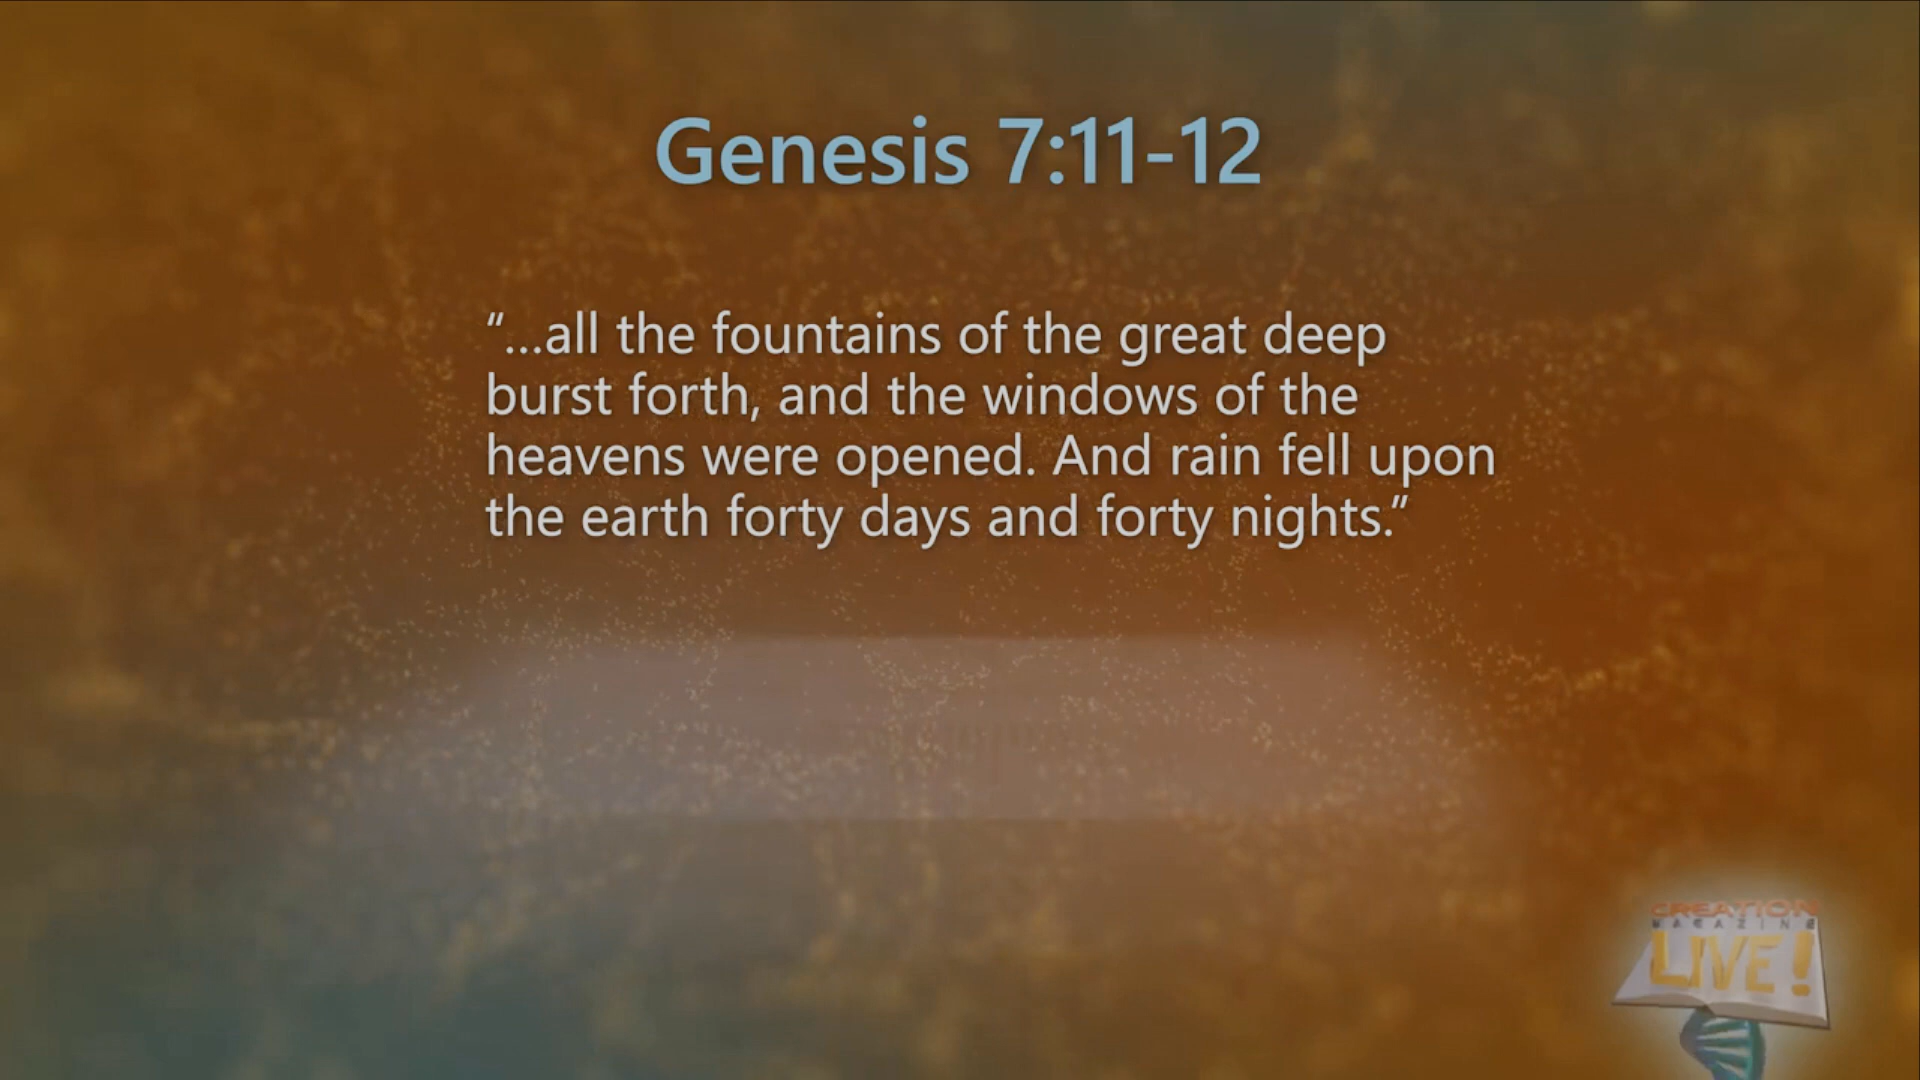 Genesis 7:11-12
“...all the fountains of the great deep
burst forth, and the windows of the
heavens were opened. And rain fell upon
the earth forty days and forty nights.”
CREATION
MAGAZINE
LIVE!